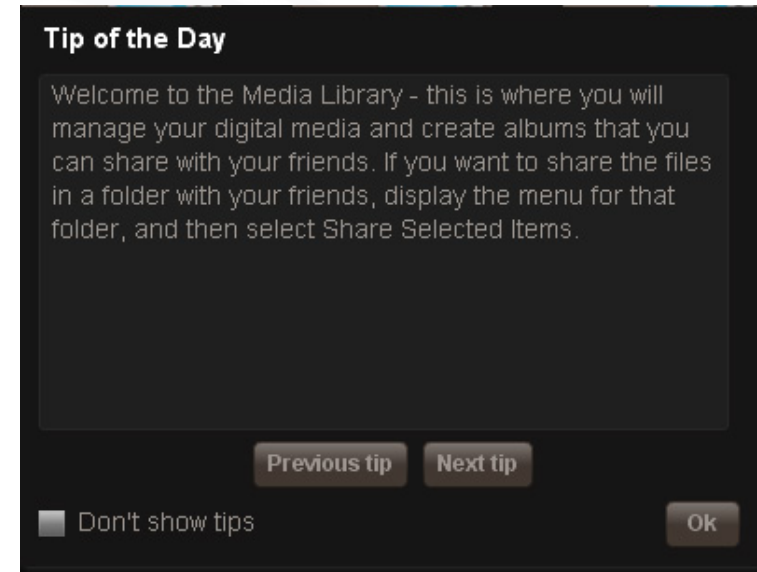 Tip of the Day
Welcome to the Media Library - this is where you will
manage your digital media and create albums that you
can share with your friends. If you want to share the files
in a folder with your friends, display the menu for that
folder, and then select Share Selected Items.
Previous tip Next tip
Don't show tips
Ok